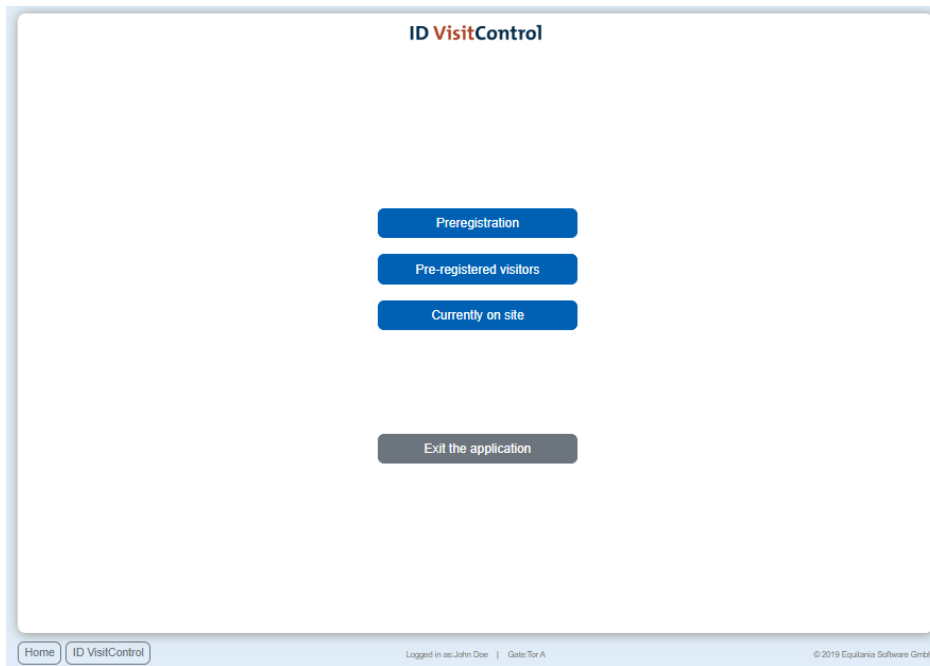 ID VisitControl
Preregistration
Pre-registered visitors
Currently on site
Exit the application
Home ID VisitControl Logged in as:John Doe | Gate:Tor A © 2019 Equitania Software GmbH